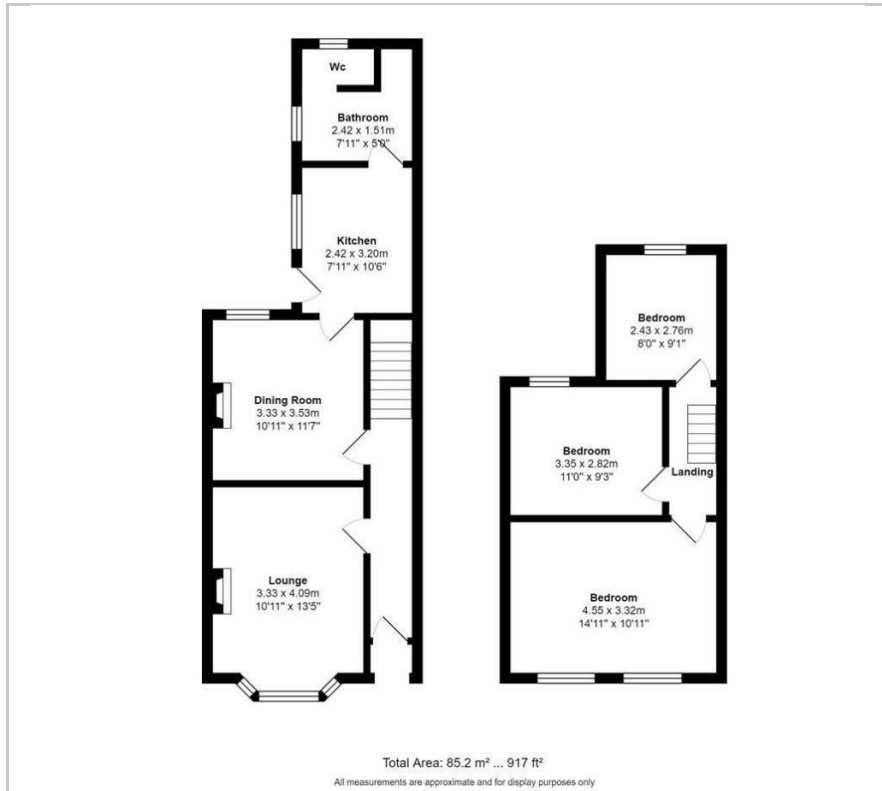 Wc
Bathroom
2.42 x 1.51m
7'11" x 5'0"
Kitchen
2.42 x 3.20m
7'11" x 10'6"
Dining Room
3.33 x 3.53m
10'11" x 11'7"
Lounge
3.33 x 4.09m
10'11" x 13'5"
Bedroom
2.43 x 2.76m
8'0" x 9'1"
Bedroom
3.35 x 2.82m
11'0" x 9'3"
Landing
Bedroom
4.55 x 3.32m
14'11" x 10'11"
Total Area: 85.2 m² ... 917 ft²
All measurements are approximate and for display purposes only